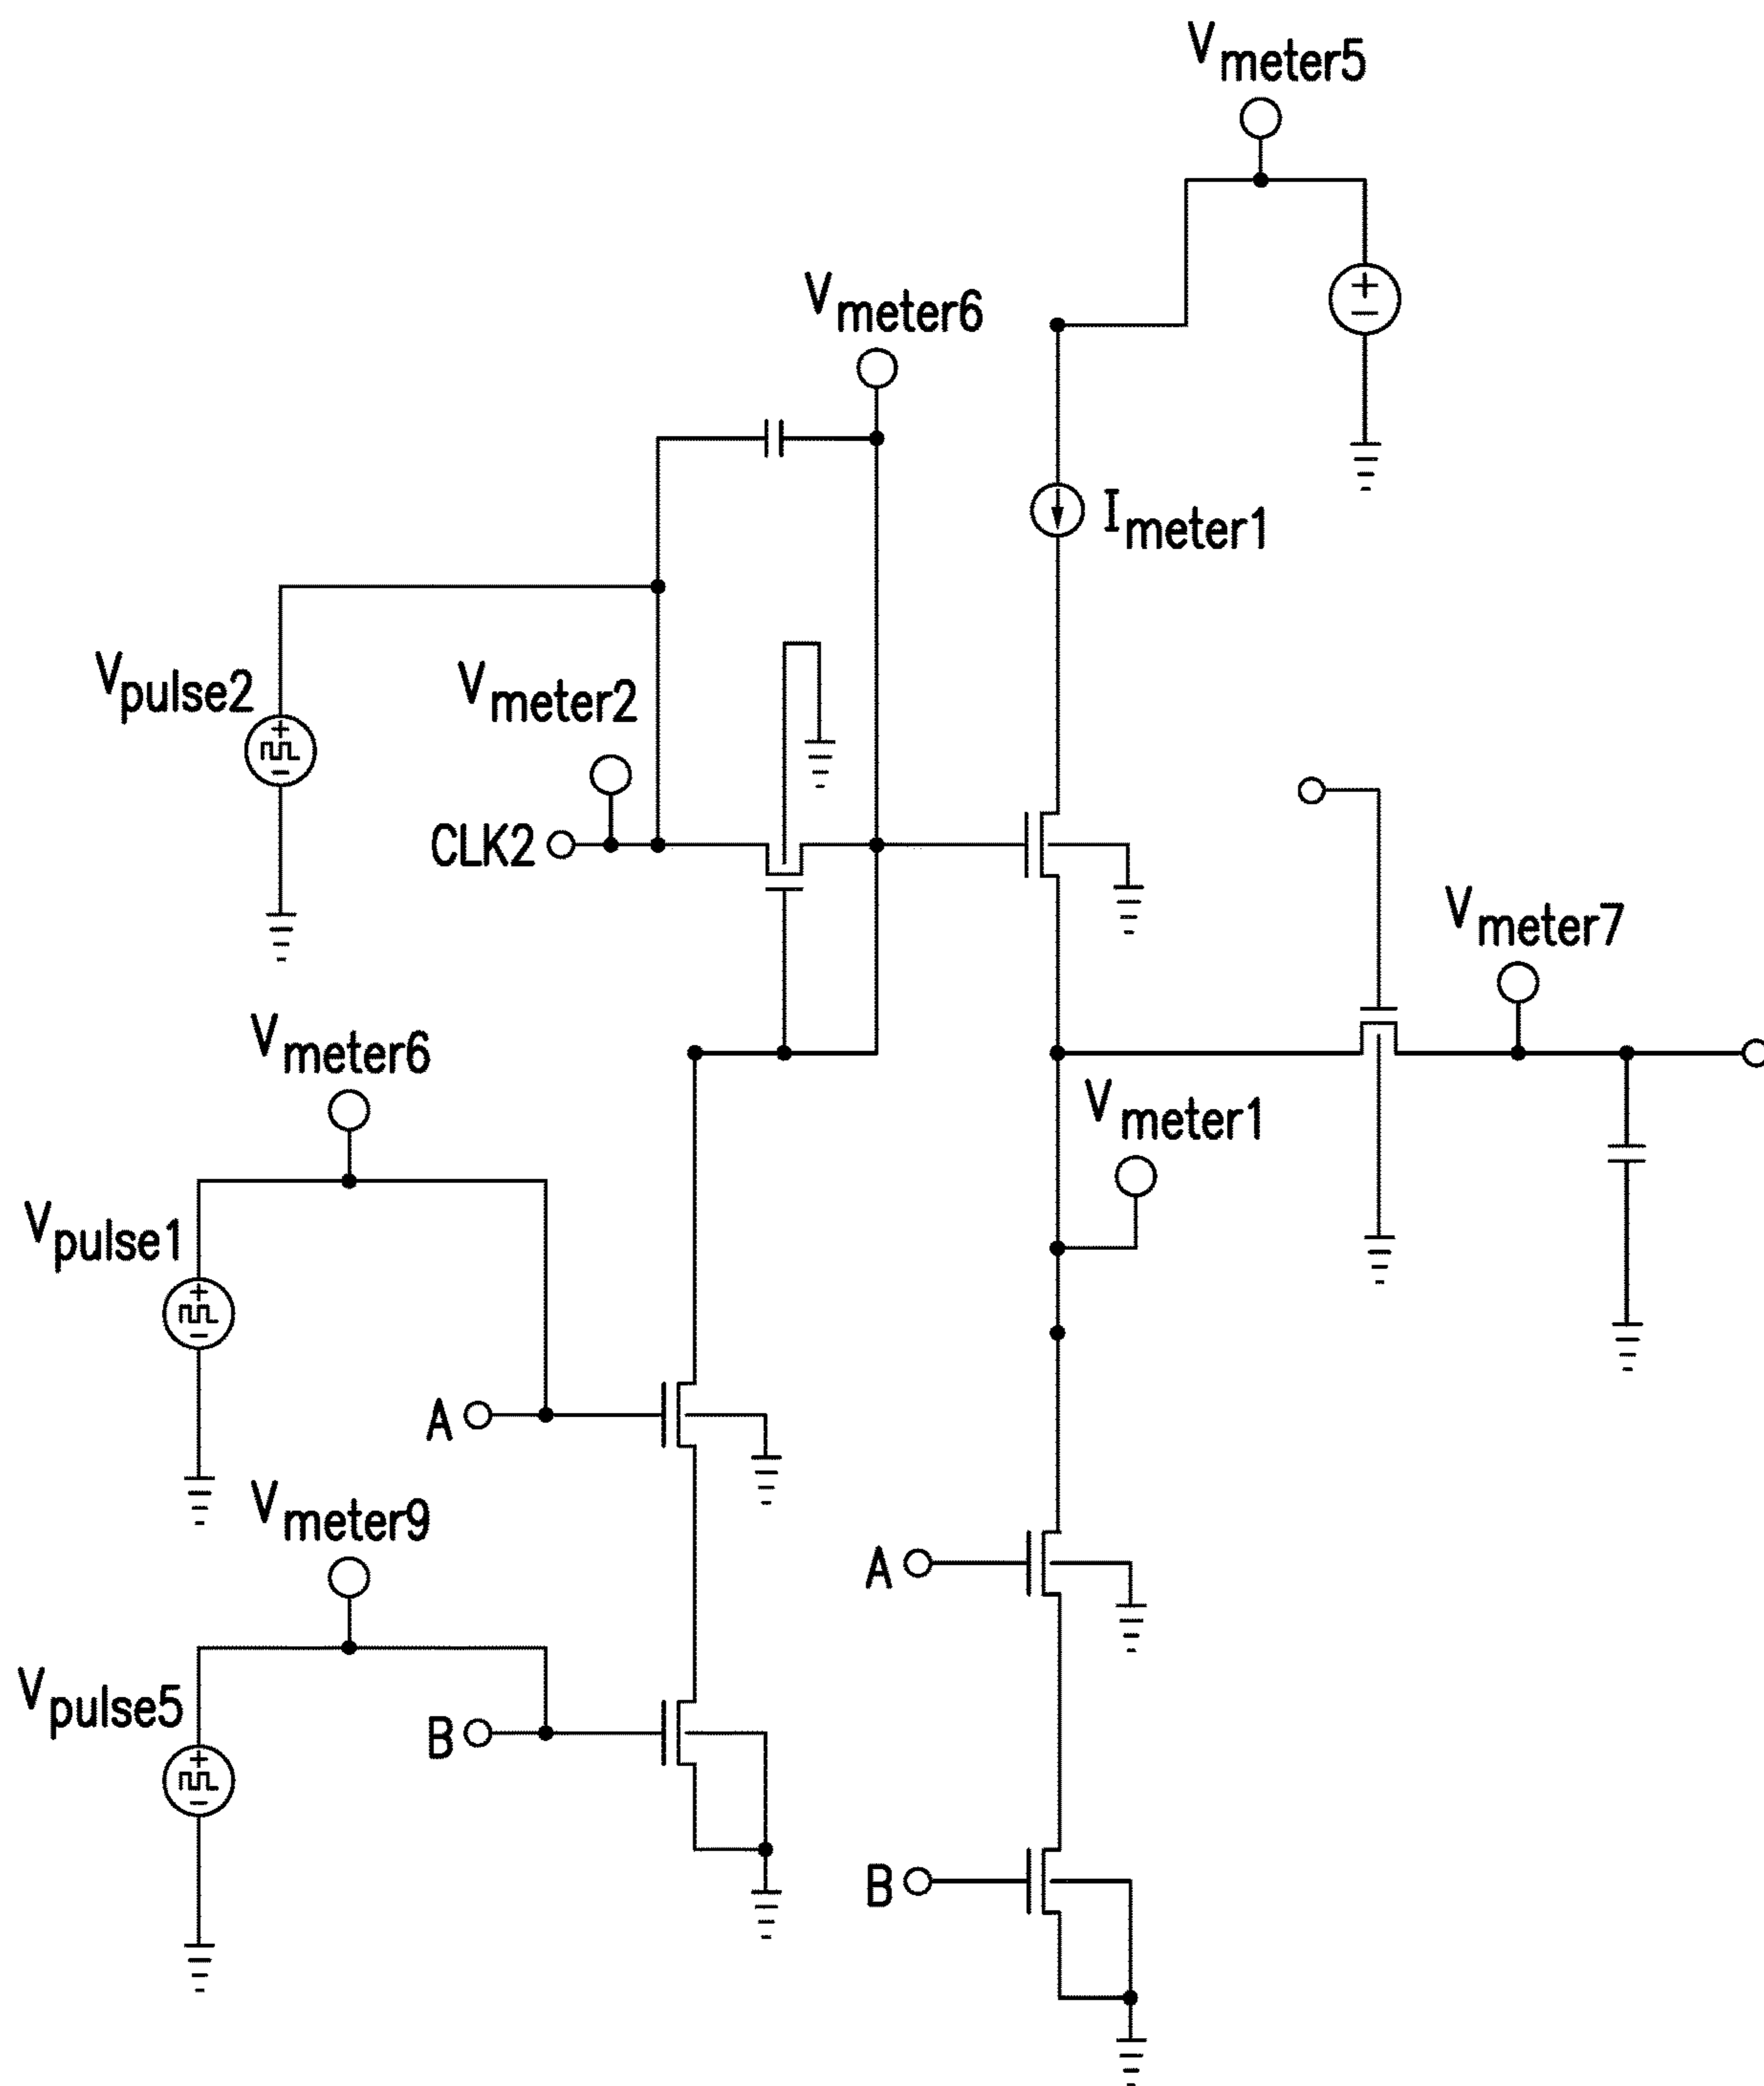 Vmeter5
Vmeter6
Imeter1
Vpulse2
Vmeter2
CLK2
Vmeter7
Vmeter6
Vmeter1
Vpulse1
A
Vmeter9
A
Vpulse5
B
B